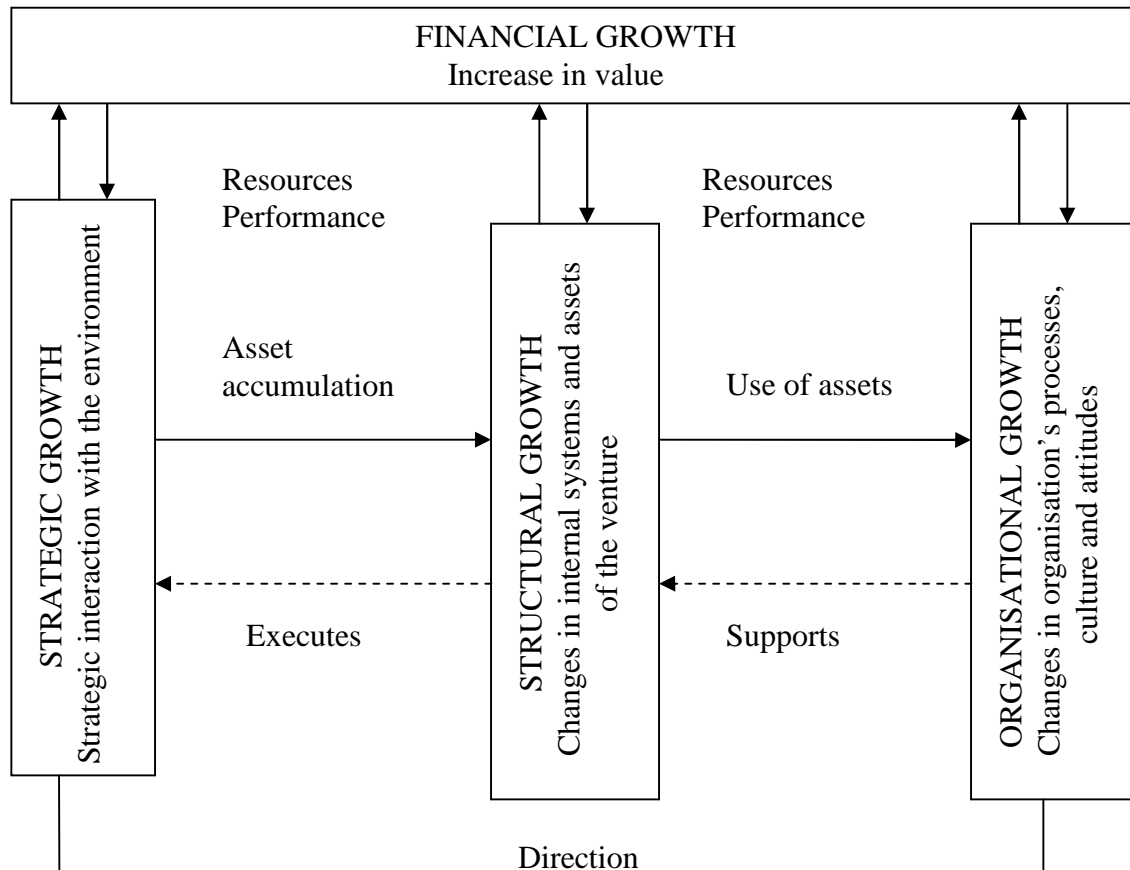 FINANCIAL GROWTH
Increase in value
Resources
Performance
Resources
Performance
STRATEGIC GROWTH
Strategic interaction with the environment
Asset
accumulation
STRUCTURAL GROWTH
Changes in internal systems and assets
of the venture
Use of assets
ORGANISATIONAL GROWTH
Changes in organisation’s processes,
culture and attitudes
Executes
Supports
Direction